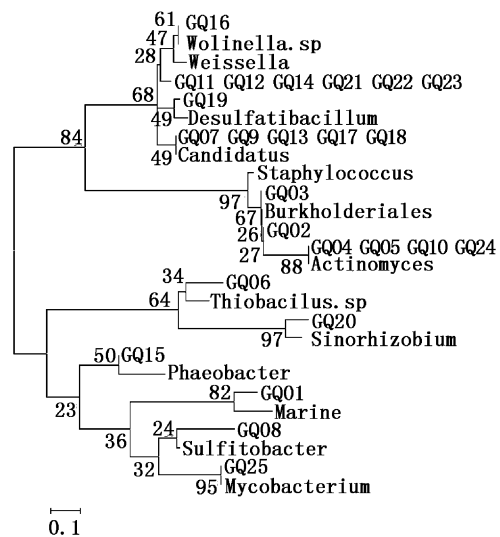 61 GQ16
47 Wolinella.sp
28 Weissella
GQ11 GQ12 GQ14 GQ21 GQ22 GQ23
68 GQ19
49 Desulfatibacillum
84 GQ07 GQ9 GQ13 GQ17 GQ18
49 Candidatus
Staphylococcus
97 GQ03
67 Burkholderiales
26 GQ02
27 GQ04 GQ05 GQ10 GQ24
88 Actinomyces
34 GQ06
64 Thiobacilus.sp
GQ20
97 Sinorhizobium
50 GQ15
Phaeobacter
23 82 GQ01
Marine
36 24 GQ08
Sulfitobacter
32 GQ25
95 Mycobacterium
0.1